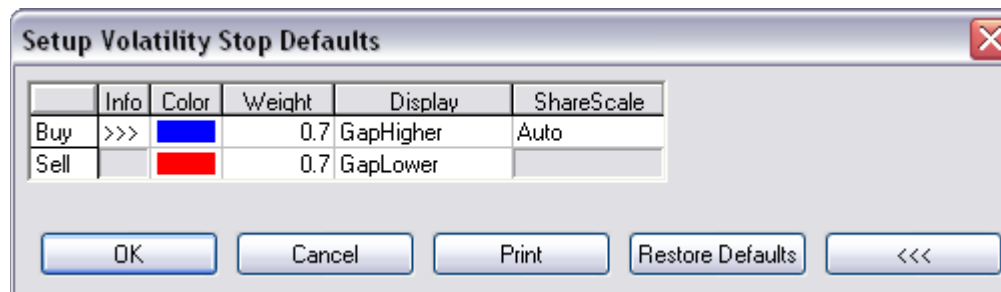 Setup Volatility Stop Defaults
Info Color Weight Display ShareScale
Buy >>> 0.7 GapHigher Auto
Sell 0.7 GapLower
OK Cancel Print Restore Defaults <<<